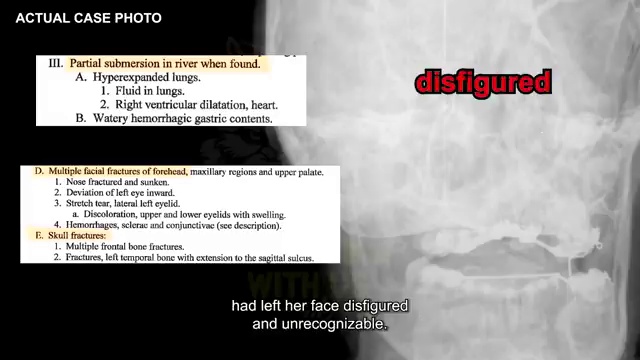 ACTUAL CASE PHOTO
III. Partial submersion in river when found.
A. Hyperexpanded lungs.
1. Fluid in lungs.
2. Right ventricular dilatation, heart.
B. Watery hemorrhagic gastric contents.
disfigured
D. Multiple facial fractures of forehead, maxillary regions and upper palate.
1. Nose fractured and sunken.
2. Deviation of left eye inward.
3. Stretch tear, lateral left eyelid.
a. Discoloration, upper and lower eyelids with swelling.
4. Hemorrhages, sclerae and conjunctivae (see description).
E. Skull fractures:
1. Multiple frontal bone fractures.
2. Fractures, left temporal bone with extension to the sagittal sulcus.
WITH
had left her face disfigured
and unrecognizable.